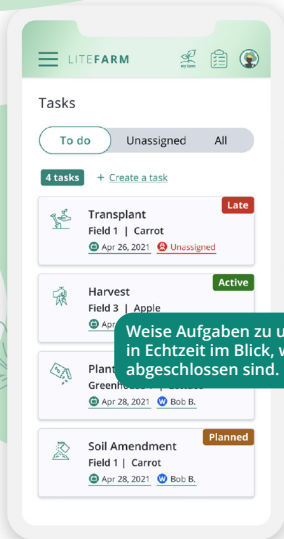 LITEFARM
my farm
Tasks
To do
Unassigned
All
4 tasks
+ Create a task
Late
Transplant
Field 1 | Carrot
Apr 26, 2021 Unassigned
Active
Harvest
Field 3 | Apple
Weise Aufgaben zu
in Echtzeit im Blick,
abgeschlossen sind.
Apr 28, 2021 Bob B.
Planned
Soil Amendment
Field 1 | Carrot
Apr 28, 2021 Bob B.